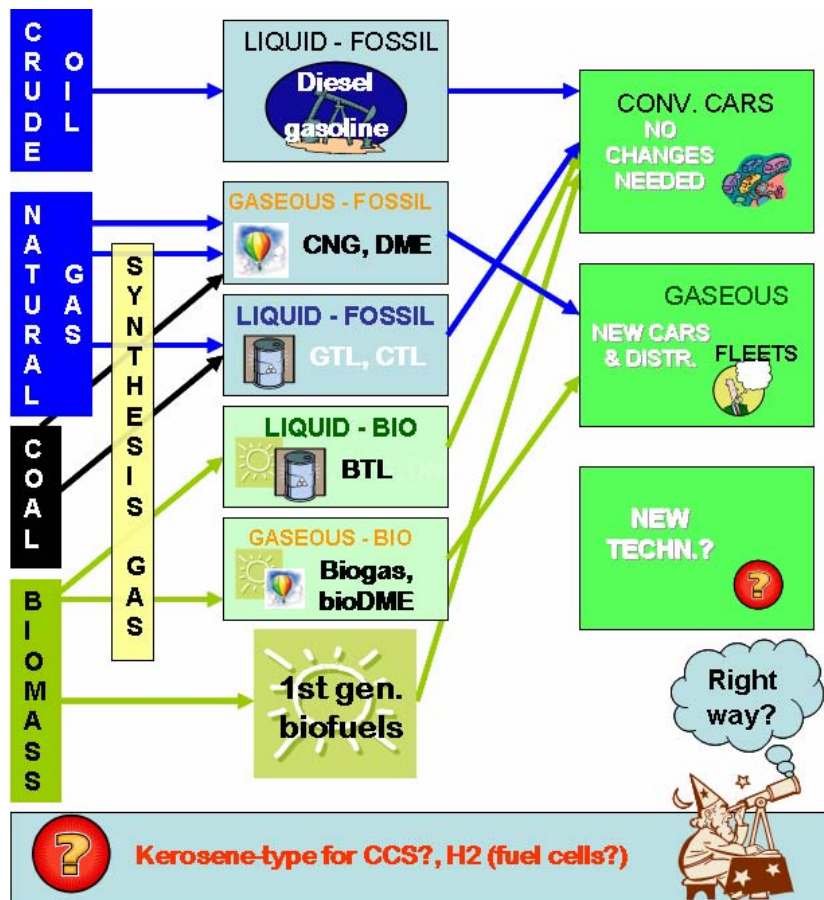 CRUDE OIL
NATURAL GAS
COAL
BIOMASS
SYNTHESIS GAS
LIQUID - FOSSIL
Diesel
gasoline
GASEOUS - FOSSIL
CNG, DME
LIQUID - FOSSIL
GTL, CTL
LIQUID - BIO
BTL
GASEOUS - BIO
Biogas,
bioDME
1st gen.
biofuels
CONV. CARS
NO
CHANGES
NEEDED
GASEOUS
NEW CARS
& DISTR.
FLEETS
NEW
TECHN.?
?
Right
way?
?
Kerosene-type for CCS?, H2 (fuel cells?)